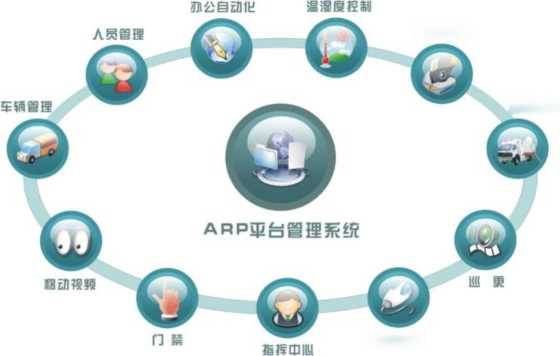 办公自动化
温湿度控制
人员管理
车辆管理
ARP平台管理系统
移动视频
巡 更
门 禁
指挥中心